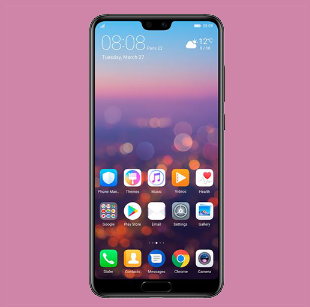 08:08
12°
Tuesday, March 27
Phone Man..
Themes
Music
Videos
Health
Google
Play Store
Email
Settings
Gallery
Dialer
Contacts
Messages
Chrome
Camera